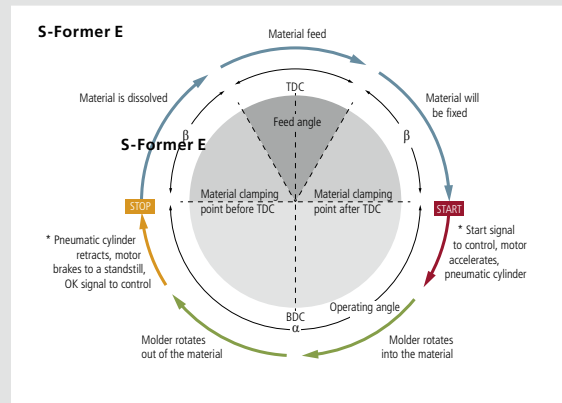 S-Former E
Material feed
Material is dissolved
TDC
Material will
be fixed
Feed angle
β
β
S-Former E
Material clamping
point before TDC
Material clamping
point after TDC
STOP
START
* Pneumatic cylinder
retracts, motor
brakes to a standstill,
OK signal to control
* Start signal
to control, motor
accelerates,
pneumatic cylinder
Operating angle
BDC
α
Molder rotates
out of the material
Molder rotates
into the material